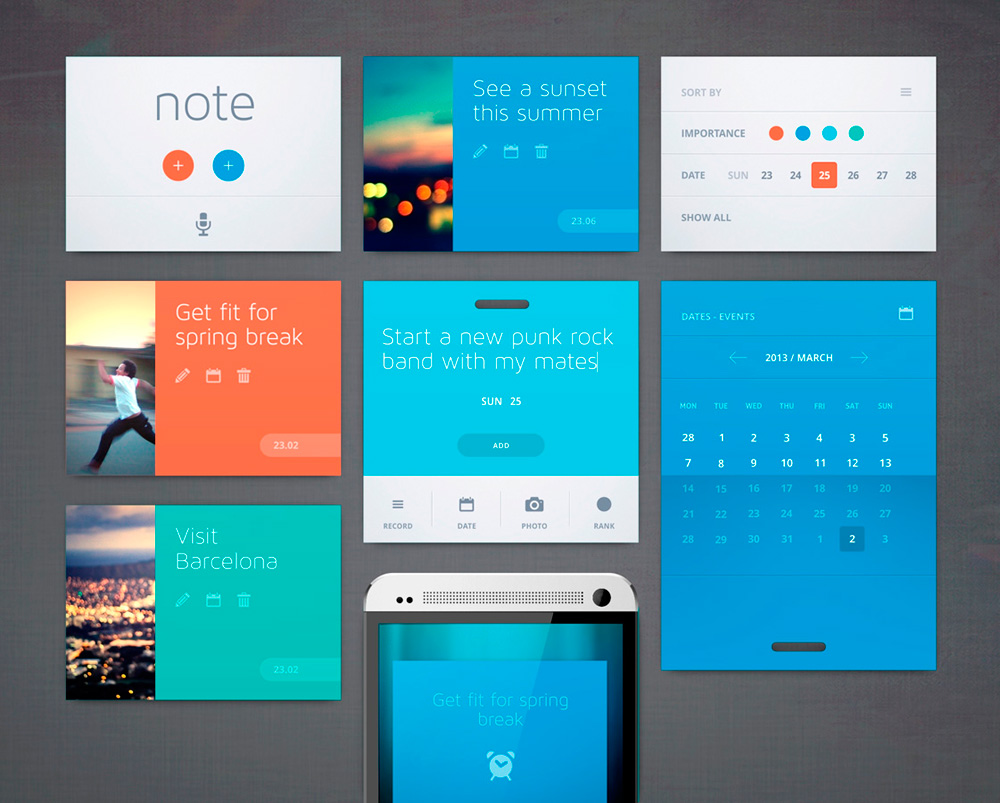 note
+ +
See a sunset
this summer
23.06
SORT BY
IMPORTANCE
DATE SUN 23 24 25 26 27 28
SHOW ALL
Get fit for
spring break
23.02
Start a new punk rock
band with my mates
SUN 25
ADD
RECORD DATE PHOTO RANK
DATES - EVENTS
2013 / MARCH
MON TUE WED THU FRI SAT SUN
28 1 2 3 4 3 5
7 8 9 10 11 12 13
14 15 16 17 18 19 20
21 22 23 24 25 26 27
28 29 30 31 1 2 3
Visit
Barcelona
23.02
Get fit for spring
break